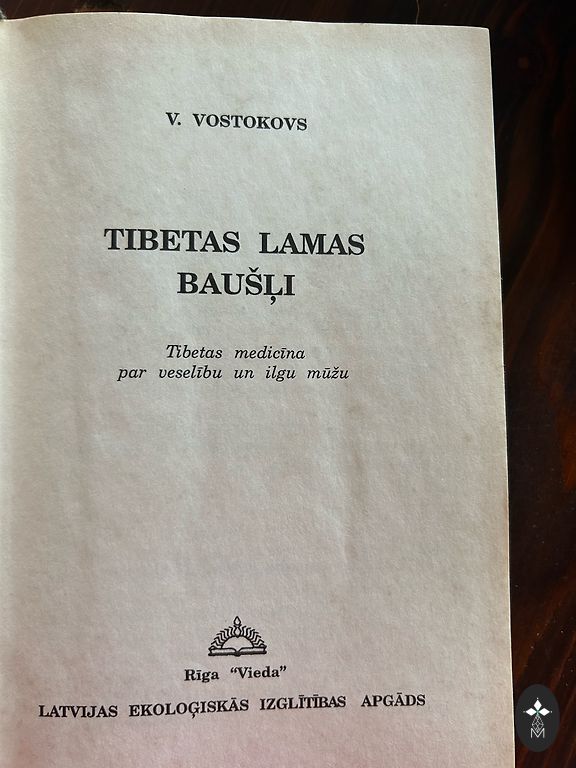 V. VOSTOKOVS
TIBETAS LAMAS
BAUŠĻI
Tibetas medicīna
par veselību un ilgu mūžu
Rīga "Vieda"
LATVIJAS EKOLOĢISKĀS IZGLĪTĪBAS APGĀDS